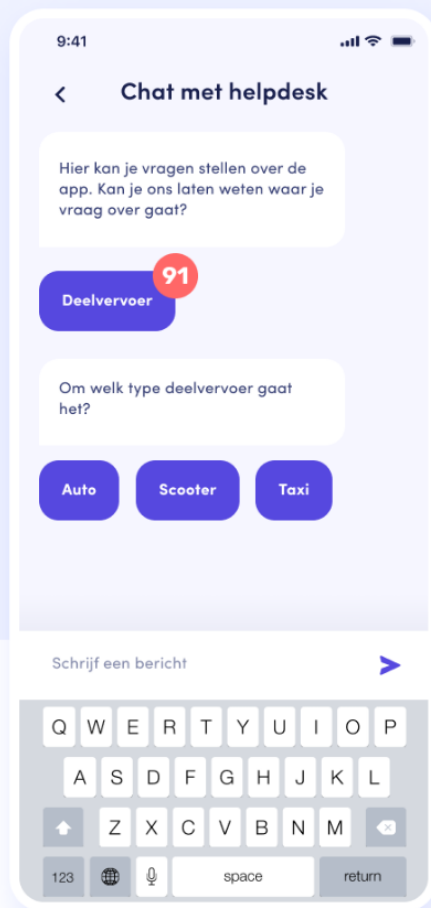 9:41
Chat met helpdesk
Hier kan je vragen stellen over de
app. Kan je ons laten weten waar je
vraag over gaat?
91
Deelvervoer
Om welk type deelvervoer gaat
het?
Auto Scooter Taxi
Schrijf een bericht
Q W E R T Y U I O P
A S D F G H J K L
Z X C V B N M
123 space return